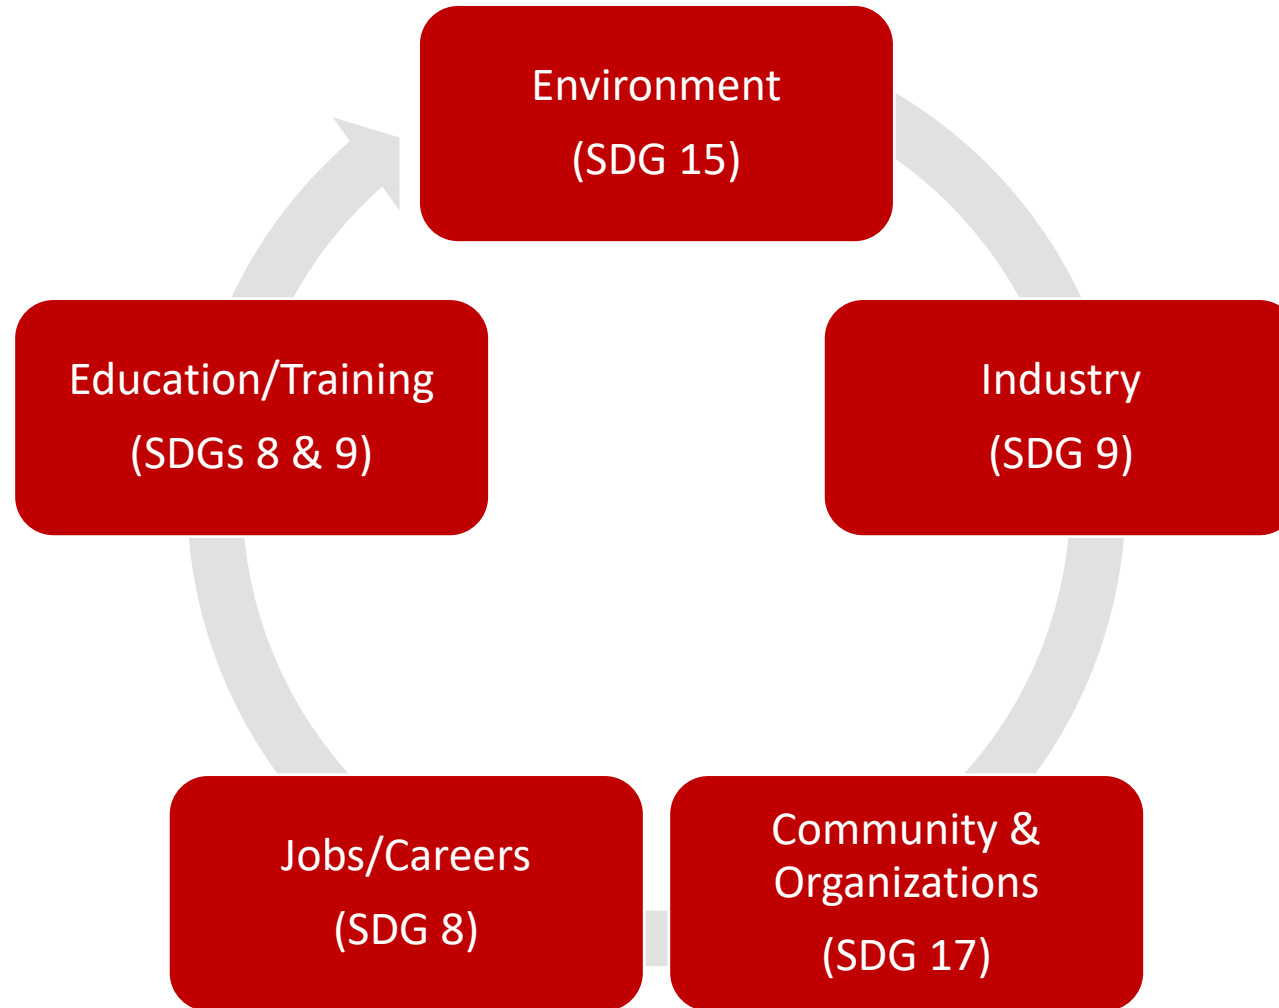 Environment
(SDG 15)
Education/Training
(SDGs 8 & 9)
Industry
(SDG 9)
Jobs/Careers
(SDG 8)
Community &
Organizations
(SDG 17)